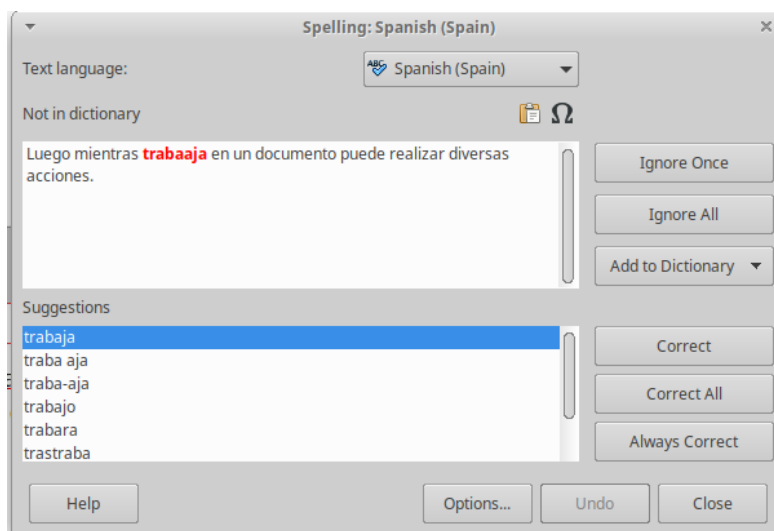 Spelling: Spanish (Spain)
Text language:
Spanish (Spain)
Not in dictionary
Luego mientras trabaaja en un documento puede realizar diversas
acciones.
Ignore Once
Ignore All
Add to Dictionary
Suggestions
trabaja
traba aja
traba-aja
trabajo
trabara
trastraba
Correct
Correct All
Always Correct
Help
Options...
Undo
Close